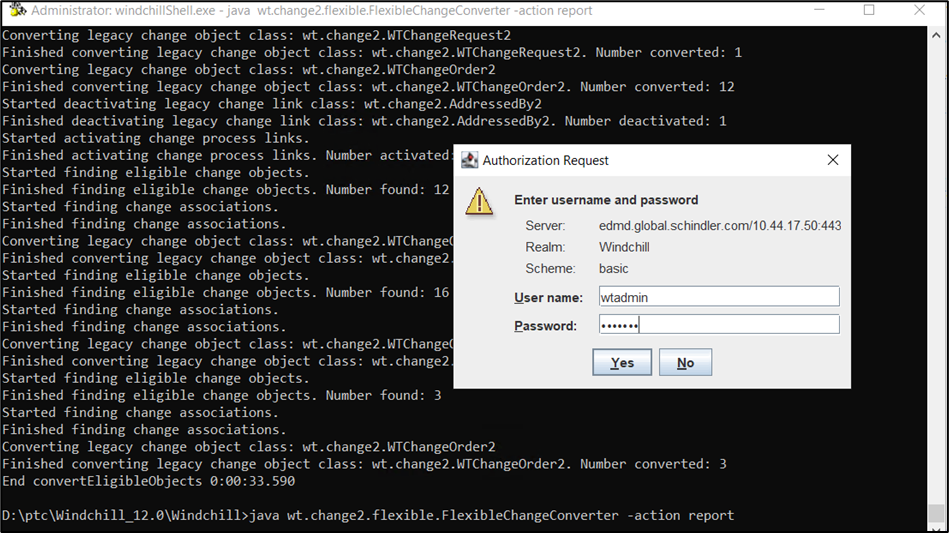 Administrator: windchillShell.exe - java  wt.change2.flexible.FlexibleChangeConverter -action report
Converting legacy change object class: wt.change2.WTChangeRequest2
Finished converting legacy change object class: wt.change2.WTChangeRequest2. Number converted: 1
Converting legacy change object class: wt.change2.WTChangeOrder2
Finished converting legacy change object class: wt.change2.WTChangeOrder2. Number converted: 12
Started deactivating legacy change link class: wt.change2.AddressedBy2
Finished deactivating legacy change link class: wt.change2.AddressedBy2. Number deactivated: 1
Started activating change process links.
Finished activating change process links. Number activated:
Started finding eligible change objects.
Finished finding eligible change objects. Number found: 12
Started finding change associations.
Finished finding change associations.
Converting legacy change object class: wt.change2.WTChangeO
Finished converting legacy change object class: wt.change2.
Started finding eligible change objects.
Finished finding eligible change objects. Number found: 16
Started finding change associations.
Finished finding change associations.
Converting legacy change object class: wt.change2.WTChangeO
Finished converting legacy change object class: wt.change2.
Started finding eligible change objects.
Finished finding eligible change objects. Number found: 3
Started finding change associations.
Finished finding change associations.
Converting legacy change object class: wt.change2.WTChangeOrder2
Finished converting legacy change object class: wt.change2.WTChangeOrder2. Number converted: 3
End convertEligibleObjects 0:00:33.590
D:\ptc\Windchill_12.0\Windchill>java wt.change2.flexible.FlexibleChangeConverter -action report
Authorization Request
Enter username and password
Server: edmd.global.schindler.com/10.44.17.50:443
Realm: Windchill
Scheme: basic
User name: wtadmin
Password: •••••••
Yes No